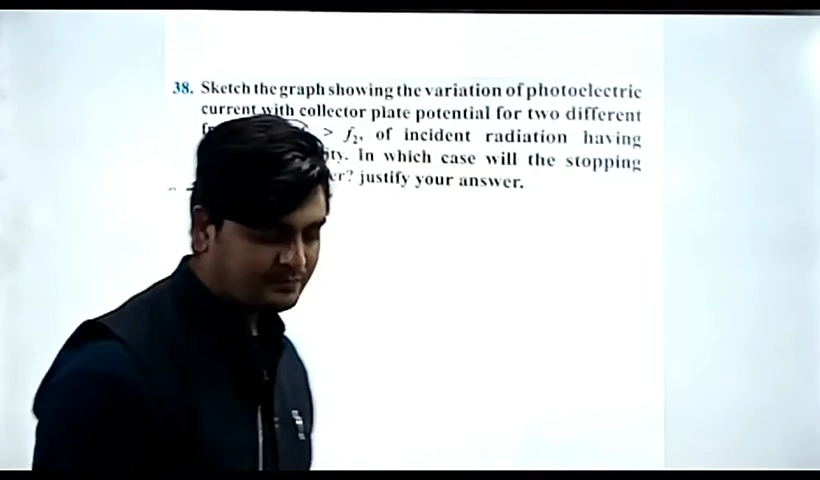 38. Sketch the graph showing the variation of photoelectric
current with collector plate potential for two different
> f₂, of incident radiation having
In which case will the stopping
? justify your answer.